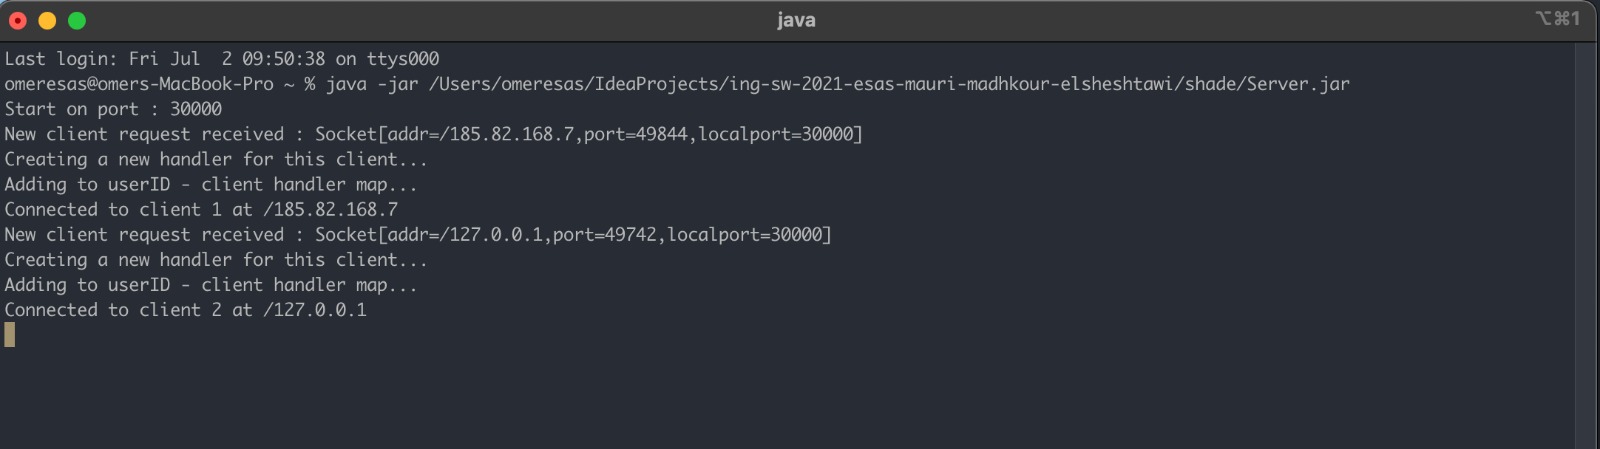 java
⌥⌘1
Last login: Fri Jul  2 09:50:38 on ttys000
omeresas@omers-MacBook-Pro ~ % java -jar /Users/omeresas/IdeaProjects/ing-sw-2021-esas-mauri-madhkour-elsheshtawi/shade/Server.jar
Start on port : 30000
New client request received : Socket[addr=/185.82.168.7,port=49844,localport=30000]
Creating a new handler for this client...
Adding to userID - client handler map...
Connected to client 1 at /185.82.168.7
New client request received : Socket[addr=/127.0.0.1,port=49742,localport=30000]
Creating a new handler for this client...
Adding to userID - client handler map...
Connected to client 2 at /127.0.0.1